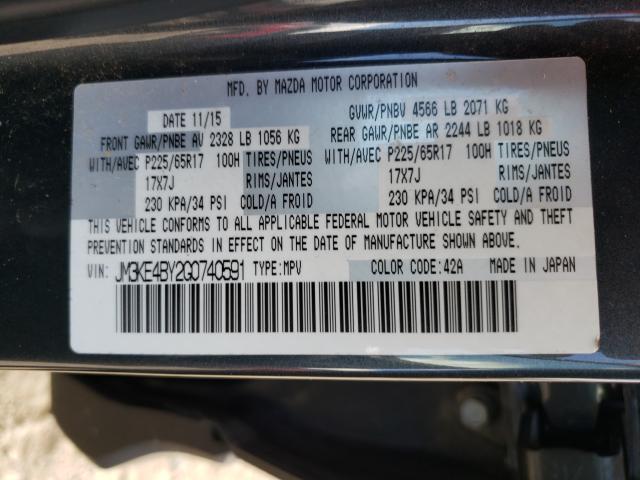 MFD. BY MAZDA MOTOR CORPORATION
DATE 11/15 GVWR/PNBV 4566 LB 2071 KG
FRONT GAWR/PNBE AV 2328 LB 1056 KG REAR GAWR/PNBE AR 2244 LB 1018 KG
WITH/AVEC P225/65R17 100H TIRES/PNEUS WITH/AVEC P225/65R17 100H TIRES/PNEUS
17X7J RIMS/JANTES 17X7J RIMS/JANTES
230 KPA/34 PSI COLD/A FROID 230 KPA/34 PSI COLD/A FROID
THIS VEHICLE CONFORMS TO ALL APPLICABLE FEDERAL MOTOR VEHICLE SAFETY AND THEFT
PREVENTION STANDARDS IN EFFECT ON THE DATE OF MANUFACTURE SHOWN ABOVE.
VIN: JM3KE4BY2G0740591 TYPE:MPV COLOR CODE:42A MADE IN JAPAN